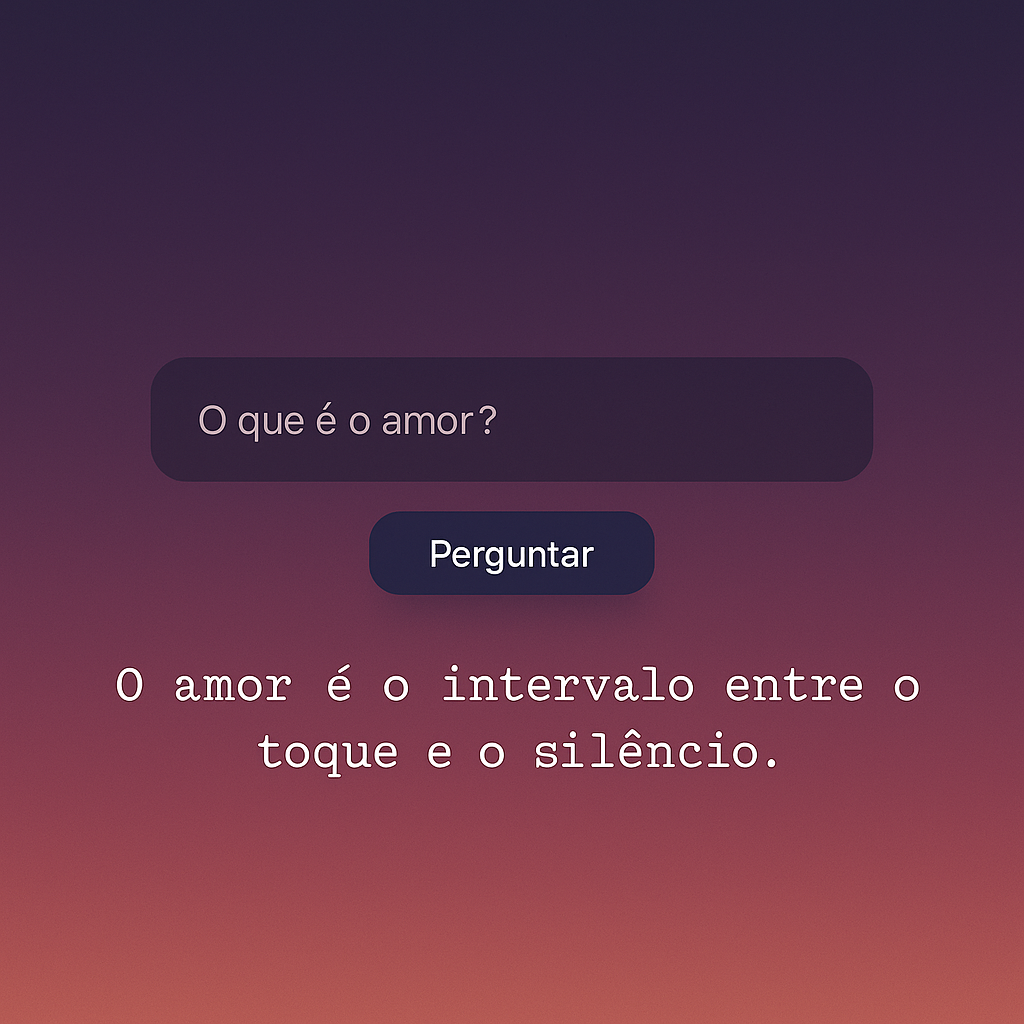 O que é o amor?
Perguntar
O amor é o intervalo entre o
toque e o silêncio.